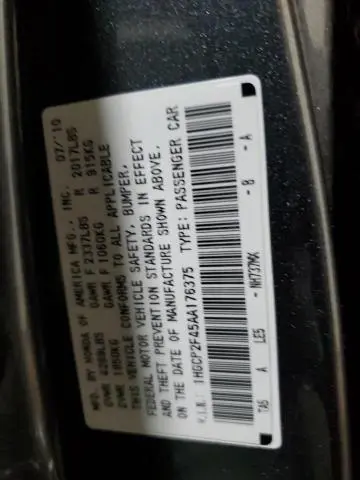 MFD. BY HONDA OF AMERICA MFG., INC. 07/10
GVWR 4299LBS GAWR F 2337LBS R 2017LBS
GVWR 1950KG GAWR F 1060KG R 915KG
THIS VEHICLE CONFORMS TO ALL APPLICABLE
FEDERAL MOTOR VEHICLE SAFETY, BUMPER,
AND THEFT PREVENTION STANDARDS IN EFFECT
ON THE DATE OF MANUFACTURE SHOWN ABOVE.
V.I.N.: 1HGCP2F45AA176375 TYPE: PASSENGER CAR
TA5 A LE5 NH737MX - B - A